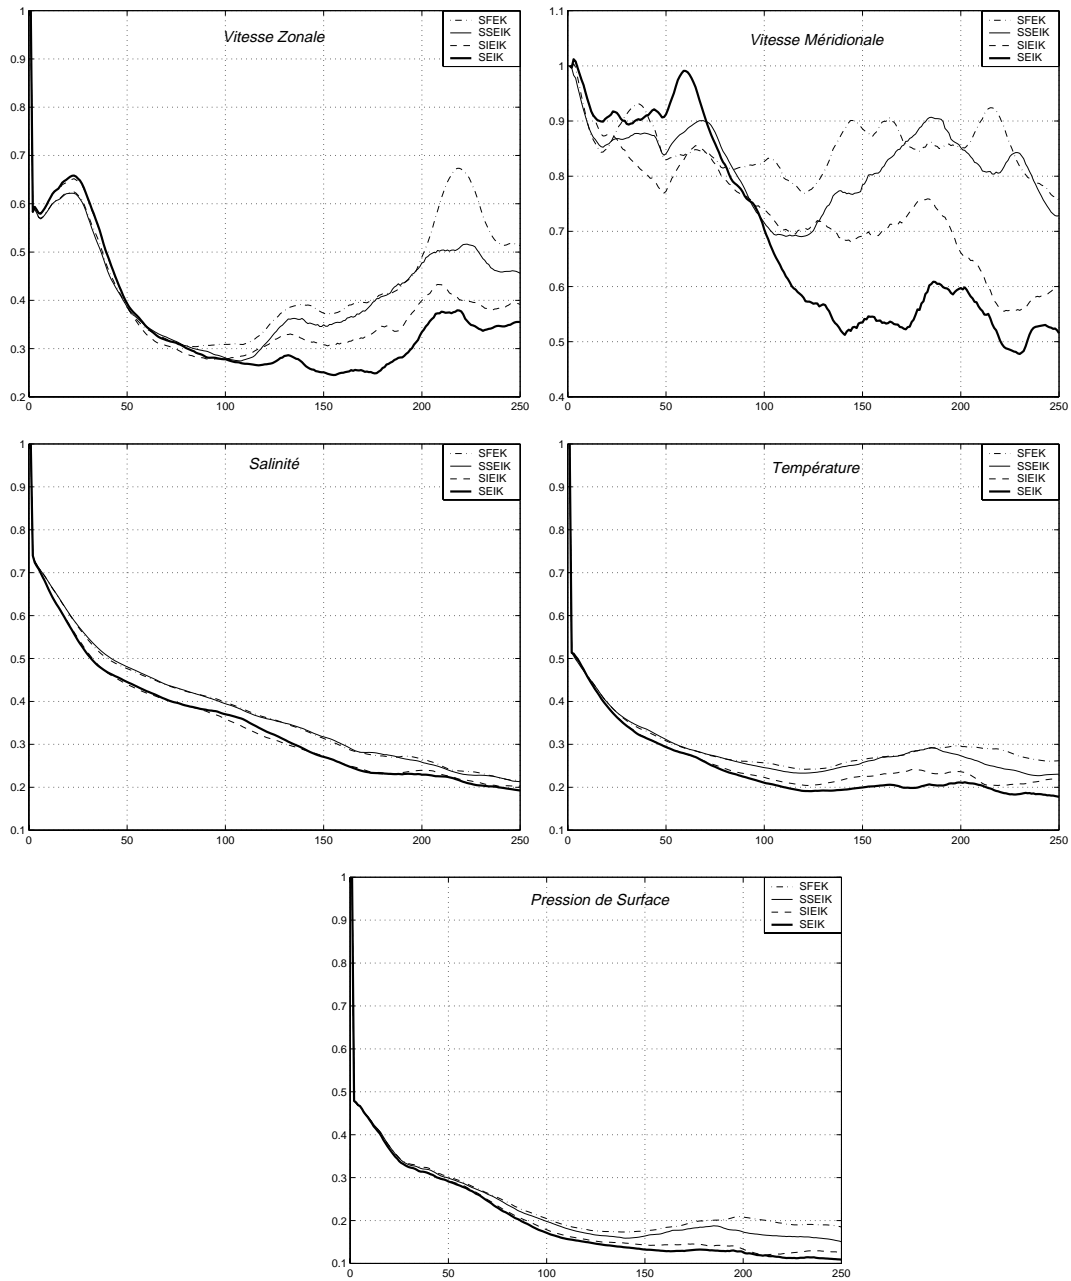 Vitesse Zonale
SFEK
SSEIK
SIEIK
SEIK
1
0.9
0.8
0.7
0.6
0.5
0.4
0.3
0.2
0 50 100 150 200 250
Vitesse Méridionale
SFEK
SSEIK
SIEIK
SEIK
1.1
1
0.9
0.8
0.7
0.6
0.5
0.4
0 50 100 150 200 250
Salinité
SFEK
SSEIK
SIEIK
SEIK
1
0.9
0.8
0.7
0.6
0.5
0.4
0.3
0.2
0.1
0 50 100 150 200 250
Température
SFEK
SSEIK
SIEIK
SEIK
1
0.9
0.8
0.7
0.6
0.5
0.4
0.3
0.2
0.1
0 50 100 150 200 250
Pression de Surface
SFEK
SSEIK
SIEIK
SEIK
1
0.9
0.8
0.7
0.6
0.5
0.4
0.3
0.2
0.1
0 50 100 150 200 250